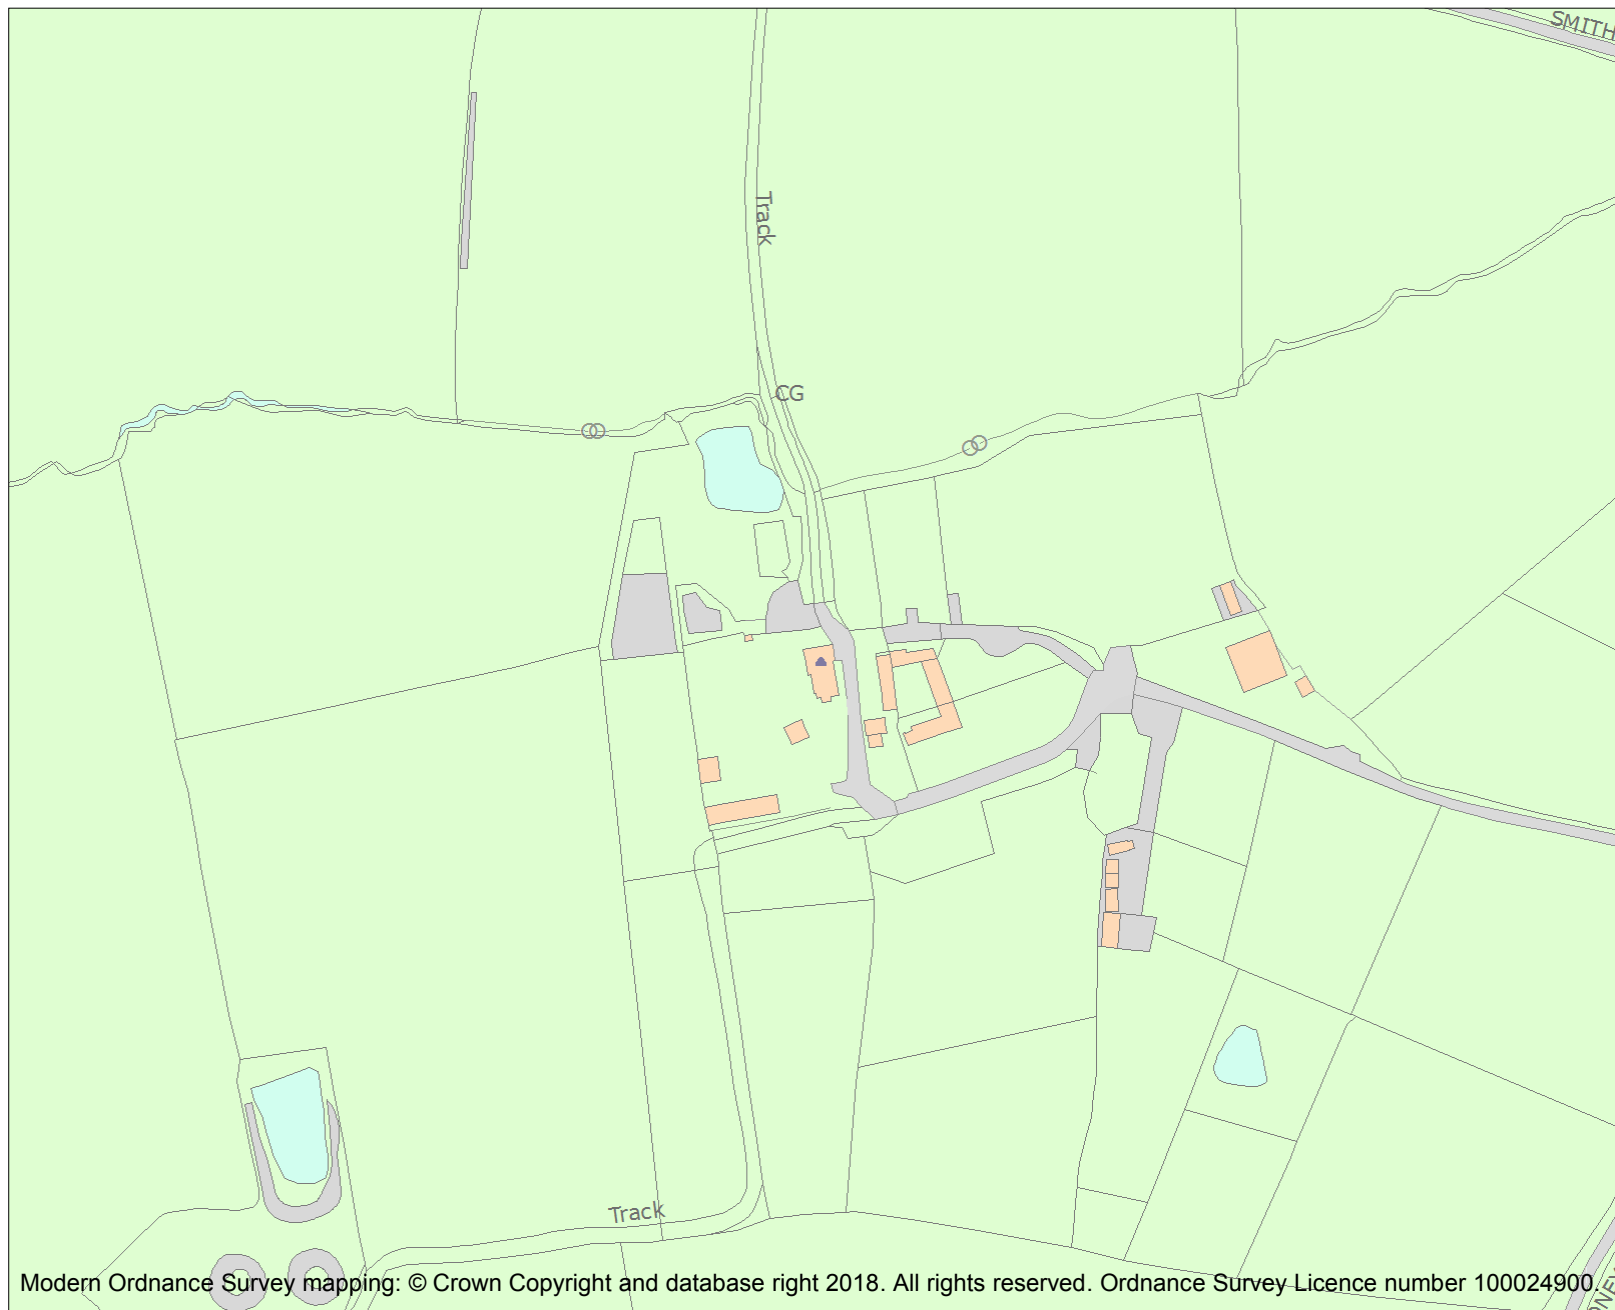 SMITH
Track
CG
Track
Modern Ordnance Survey mapping: © Crown Copyright and database right 2018. All rights reserved. Ordnance Survey Licence number 100024900